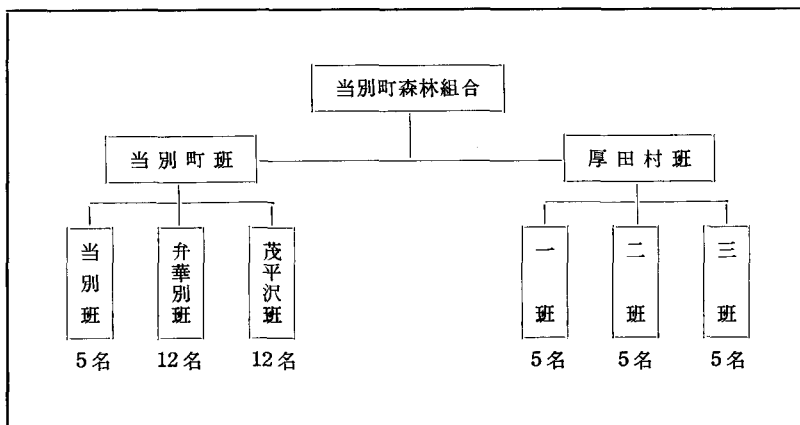 当別町森林組合
当別町班
厚田村班
当別班
弁華別班
茂平沢班
一班
二班
三班
5名
12名
12名
5名
5名
5名